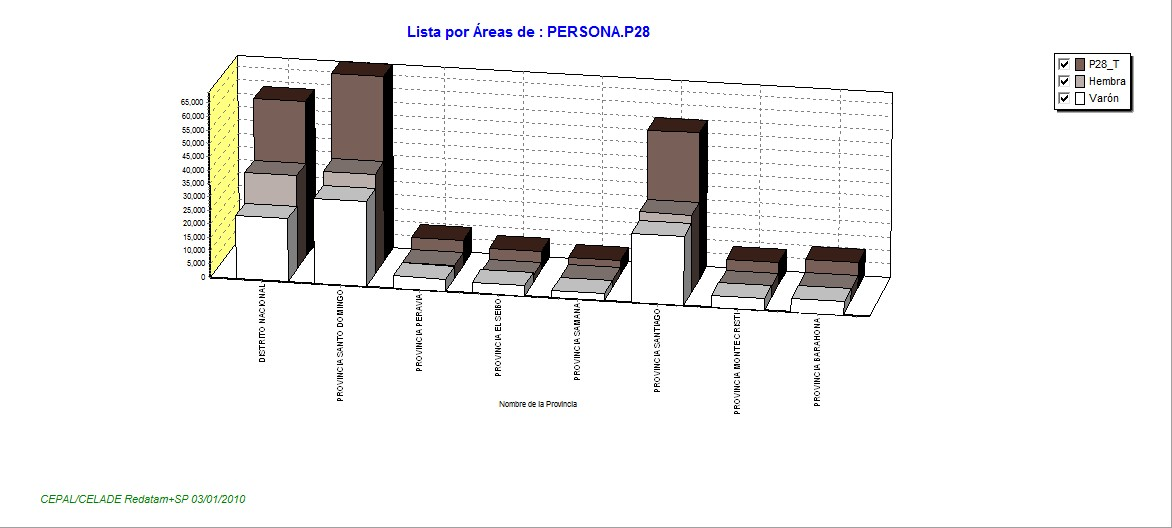 Lista por Áreas de : PERSONA.P28
P28_T
Hembra
Varón
65,000
60,000
55,000
50,000
45,000
40,000
35,000
30,000
25,000
20,000
15,000
10,000
5,000
0
DISTRITO NACIONAL
PROVINCIA SANTO DOMINGO
PROVINCIA PERAVIA
PROVINCIA EL SEIBO
PROVINCIA SAMANA
PROVINCIA SANTIAGO
PROVINCIA MONTE CRISTI
PROVINCIA BARAHONA
Nombre de la Provincia
CEPAL/CELADE Redatam+SP 03/01/2010